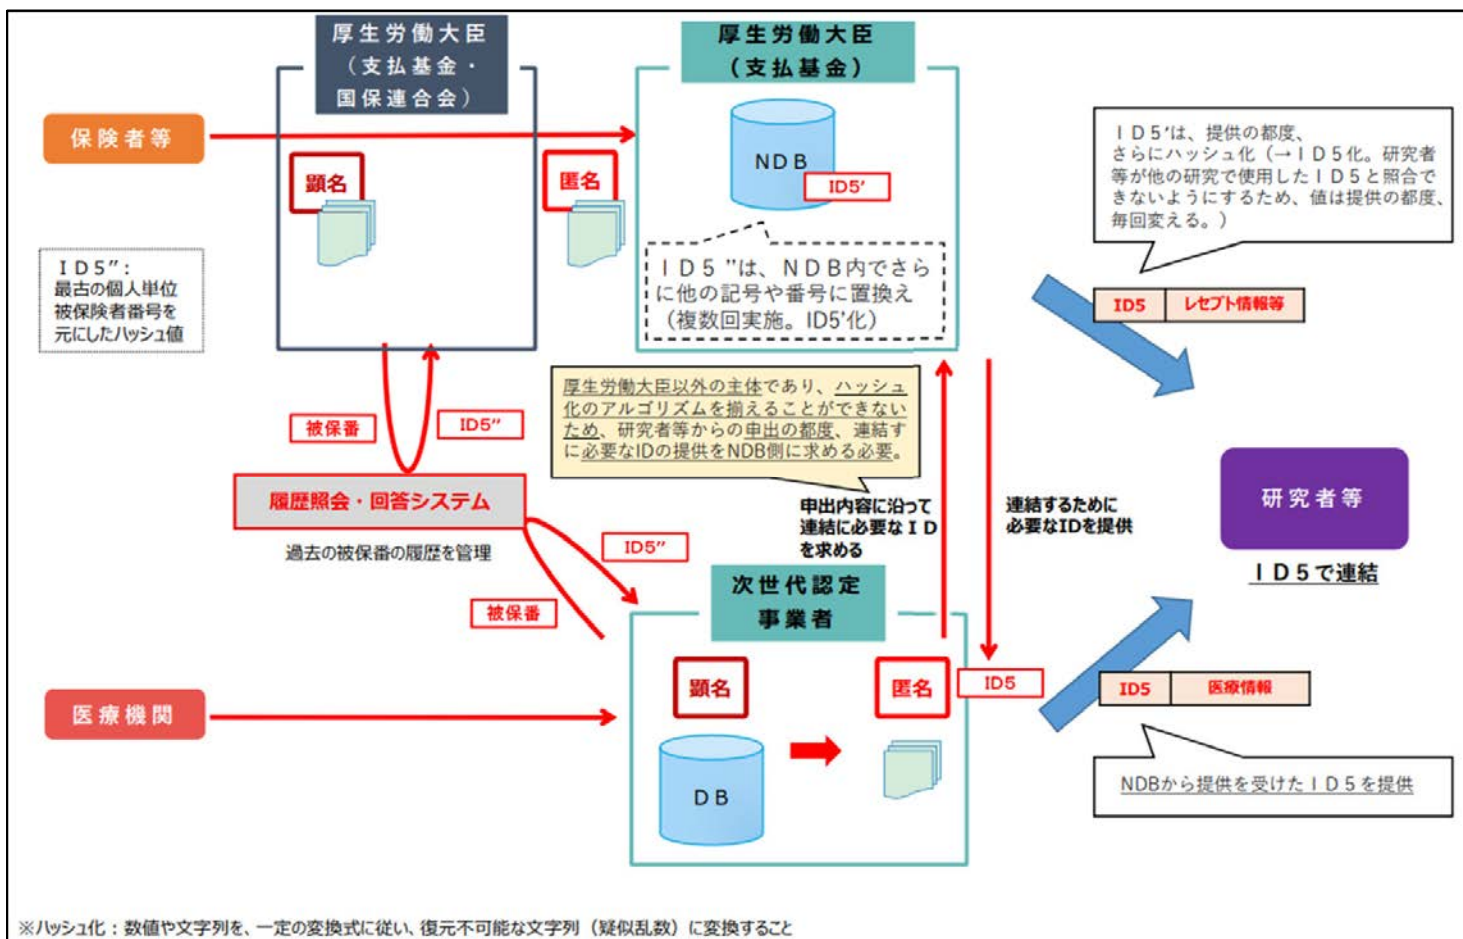 厚生労働大臣
（支払基金・
国保連合会）
厚生労働大臣
（支払基金）
保険者等
顕名
匿名
NDB
ID5'
ＩＤ5'は、提供の都度、
さらにハッシュ化（→ＩＤ5化。研究者
等が他の研究で使用したＩＤ5と照合で
きないようにするため、値は提供の都度、
毎回変える。）
ＩＤ5''：
最古の個人単位
被保険者番号を
元にしたハッシュ値
ＩＤ5''は、ＮＤＢ内でさら
に他の記号や番号に置換え
（複数回実施。ID5'化）
ID5
レセプト情報等
厚生労働大臣以外の主体であり、ハッシュ
化のアルゴリズムを揃えることができない
ため、研究者等からの申出の都度、連結す
に必要なIDの提供をNDB側に求める必要。
被保番
ID5''
履歴照会・回答システム
過去の被保番の履歴を管理
ID5''
被保番
申出内容に沿って
連結に必要なＩＤ
を求める
連結するために
必要なIDを提供
研究者等
ＩＤ5で連結
次世代認定
事業者
医療機関
顕名
匿名
ID5
ＤＢ
ID5
医療情報
NDBから提供を受けたＩＤ5を提供
※ハッシュ化：数値や文字列を、一定の変換式に従い、復元不可能な文字列（疑似乱数）に変換すること